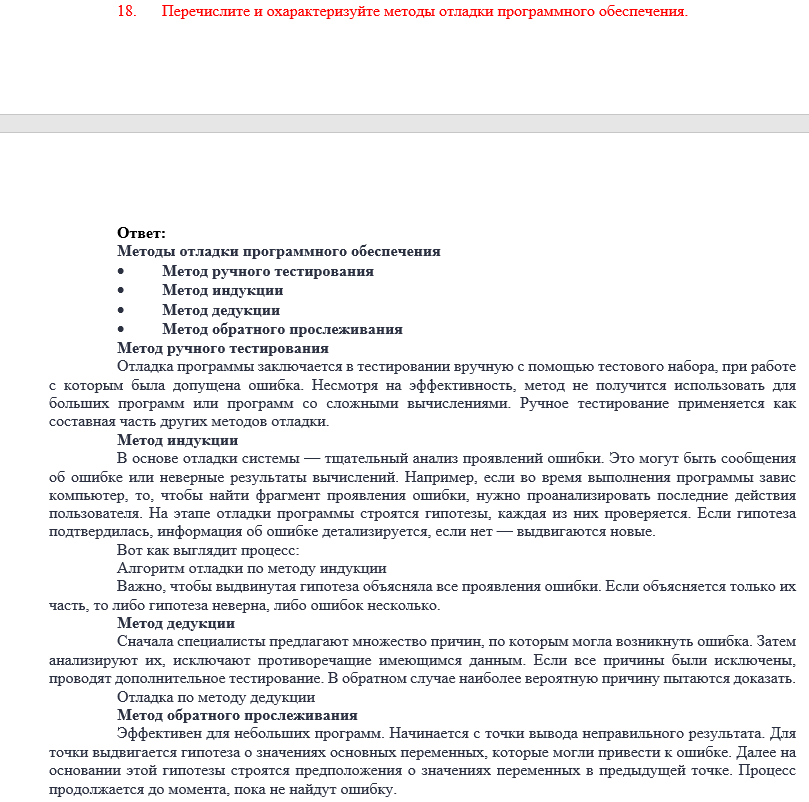 18. Перечислите и охарактеризуйте методы отладки программного обеспечения.
Ответ:
Методы отладки программного обеспечения
• Метод ручного тестирования
• Метод индукции
• Метод дедукции
• Метод обратного прослеживания
Метод ручного тестирования
Отладка программы заключается в тестировании вручную с помощью тестового набора, при работе
с которым была допущена ошибка. Несмотря на эффективность, метод не получится использовать для
больших программ или программ со сложными вычислениями. Ручное тестирование применяется как
составная часть других методов отладки.
Метод индукции
В основе отладки системы — тщательный анализ проявлений ошибки. Это могут быть сообщения
об ошибке или неверные результаты вычислений. Например, если во время выполнения программы завис
компьютер, то, чтобы найти фрагмент проявления ошибки, нужно проанализировать последние действия
пользователя. На этапе отладки программы строятся гипотезы, каждая из них проверяется. Если гипотеза
подтвердилась, информация об ошибке детализируется, если нет — выдвигаются новые.
Вот как выглядит процесс:
Алгоритм отладки по методу индукции
Важно, чтобы выдвинутая гипотеза объясняла все проявления ошибки. Если объясняется только их
часть, то либо гипотеза неверна, либо ошибок несколько.
Метод дедукции
Сначала специалисты предлагают множество причин, по которым могла возникнуть ошибка. Затем
анализируют их, исключают противоречащие имеющимся данным. Если все причины были исключены,
проводят дополнительное тестирование. В обратном случае наиболее вероятную причину пытаются доказать.
Отладка по методу дедукции
Метод обратного прослеживания
Эффективен для небольших программ. Начинается с точки вывода неправильного результата. Для
точки выдвигается гипотеза о значениях основных переменных, которые могли привести к ошибке. Далее на
основании этой гипотезы строятся предположения о значениях переменных в предыдущей точке. Процесс
продолжается до момента, пока не найдут ошибку.